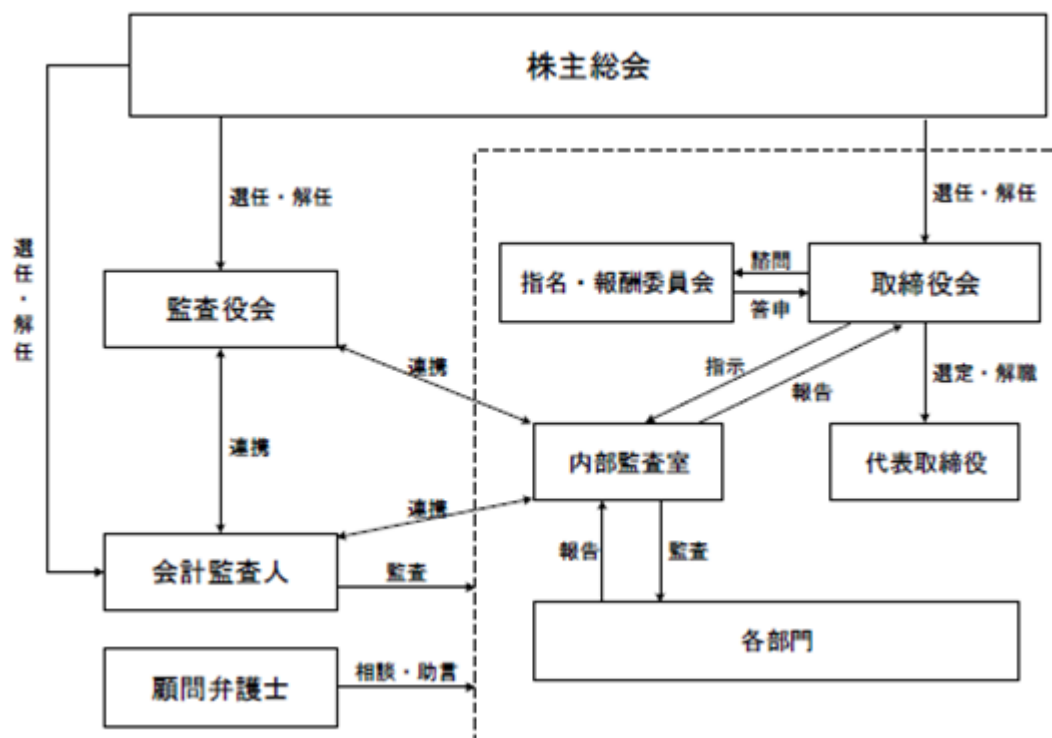 株主総会
選任・解任
選任・解任
選任・解任
指名・報酬委員会
諮問
答申
取締役会
監査役会
連携
指示
報告
選定・解職
連携
内部監査室
代表取締役
連携
会計監査人
監査
報告
監査
各部門
顧問弁護士
相談・助言